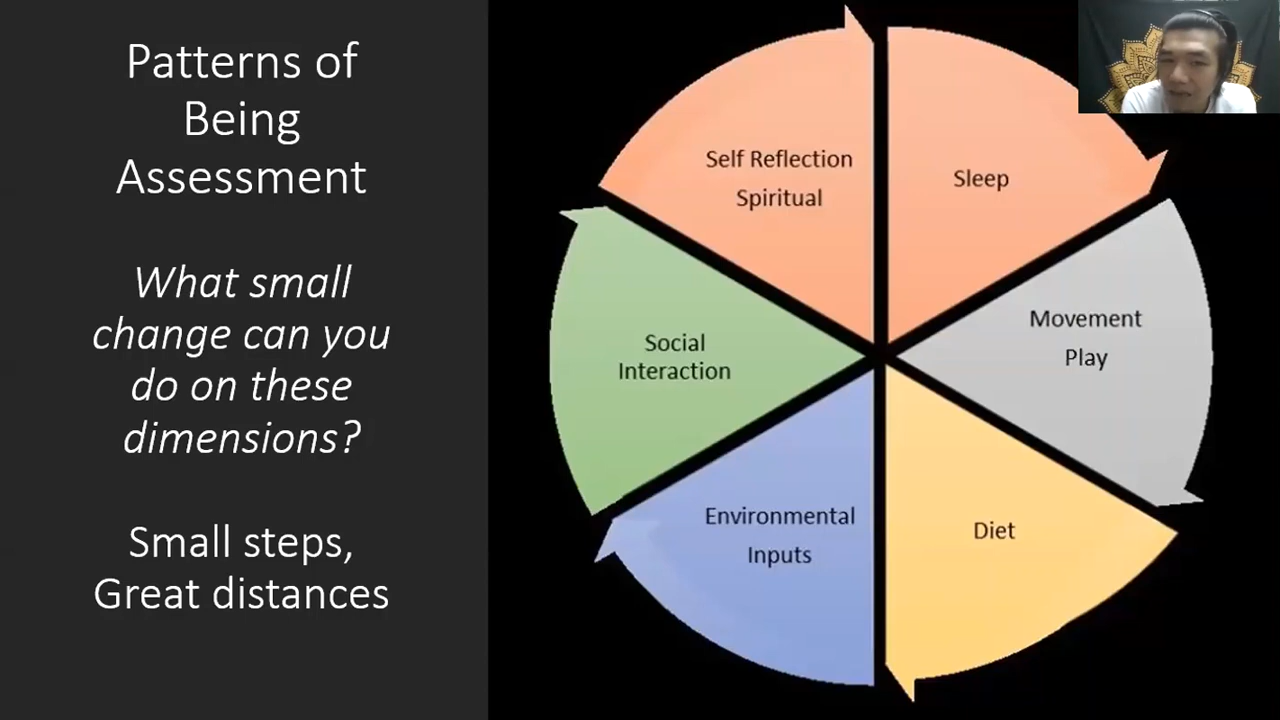 Patterns of
Being
Assessment
What small
change can you
do on these
dimensions?
Small steps,
Great distances
Self Reflection
Spiritual
Sleep
Movement
Play
Social
Interaction
Environmental
Inputs
Diet